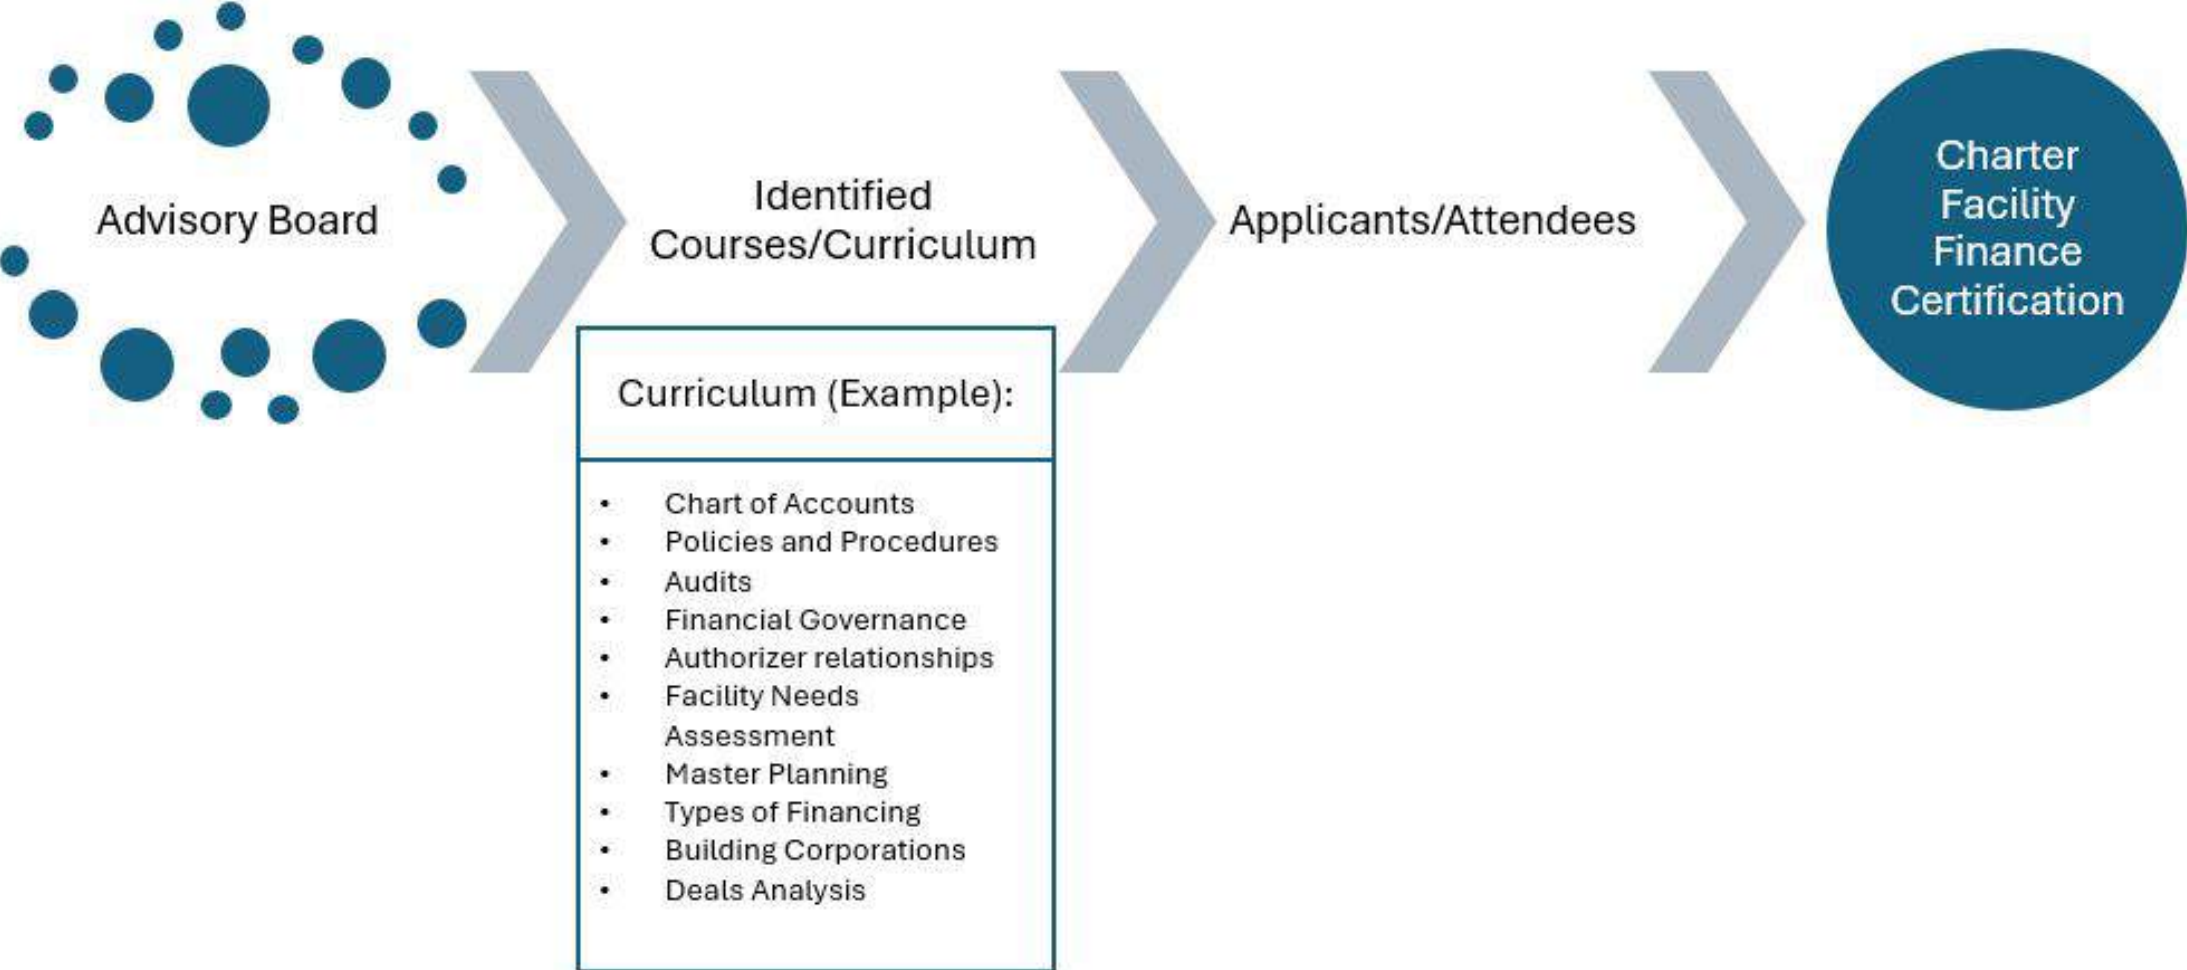 Advisory Board
Identified
Courses/Curriculum
Applicants/Attendees
Charter
Facility
Finance
Certification
Curriculum (Example):
• Chart of Accounts
• Policies and Procedures
• Audits
• Financial Governance
• Authorizer relationships
• Facility Needs
Assessment
• Master Planning
• Types of Financing
• Building Corporations
• Deals Analysis